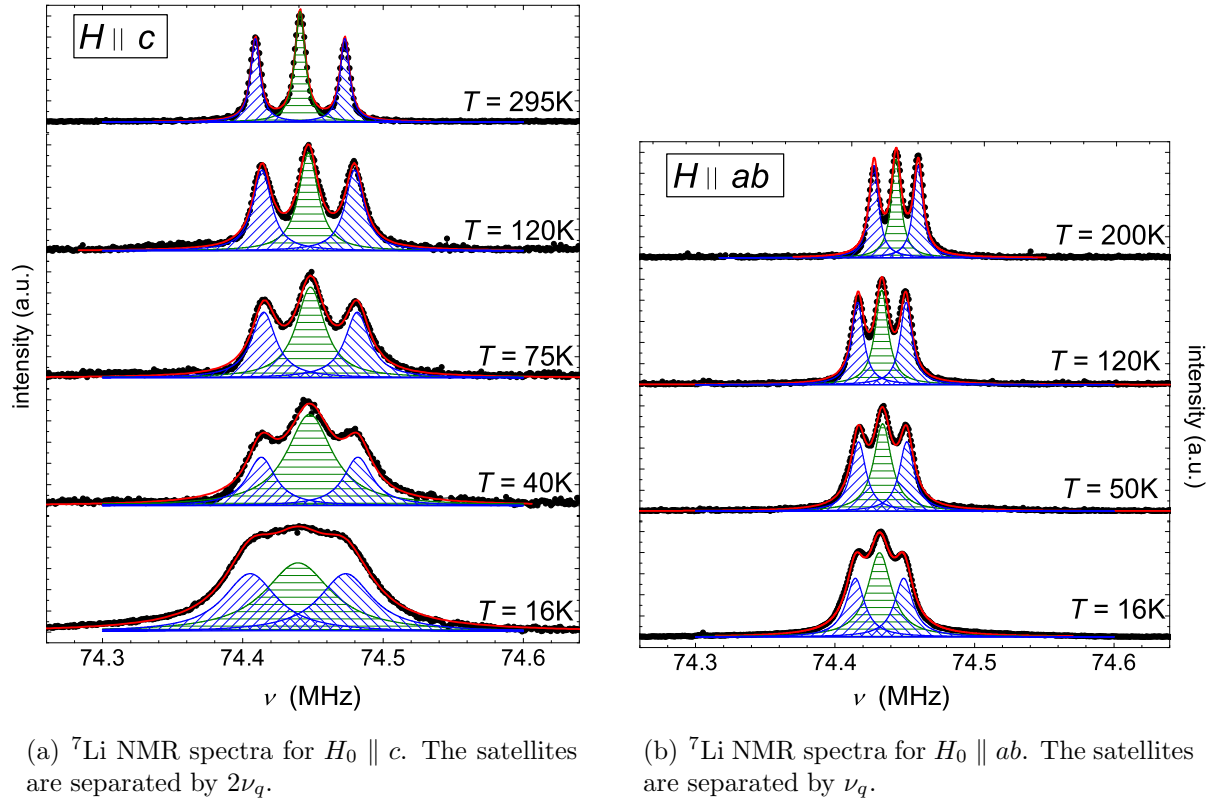 H || c
T = 295K
T = 120K
T = 75K
T = 40K
T = 16K
intensity (a.u.)
74.3 74.4 74.5 74.6
ν (MHz)
H || ab
T = 200K
T = 120K
T = 50K
T = 16K
intensity (a.u.)
74.3 74.4 74.5 74.6
ν (MHz)
(a) ⁷Li NMR spectra for H₀ ∥ c. The satellites
are separated by 2ν_q.
(b) ⁷Li NMR spectra for H₀ ∥ ab. The satellites
are separated by ν_q.